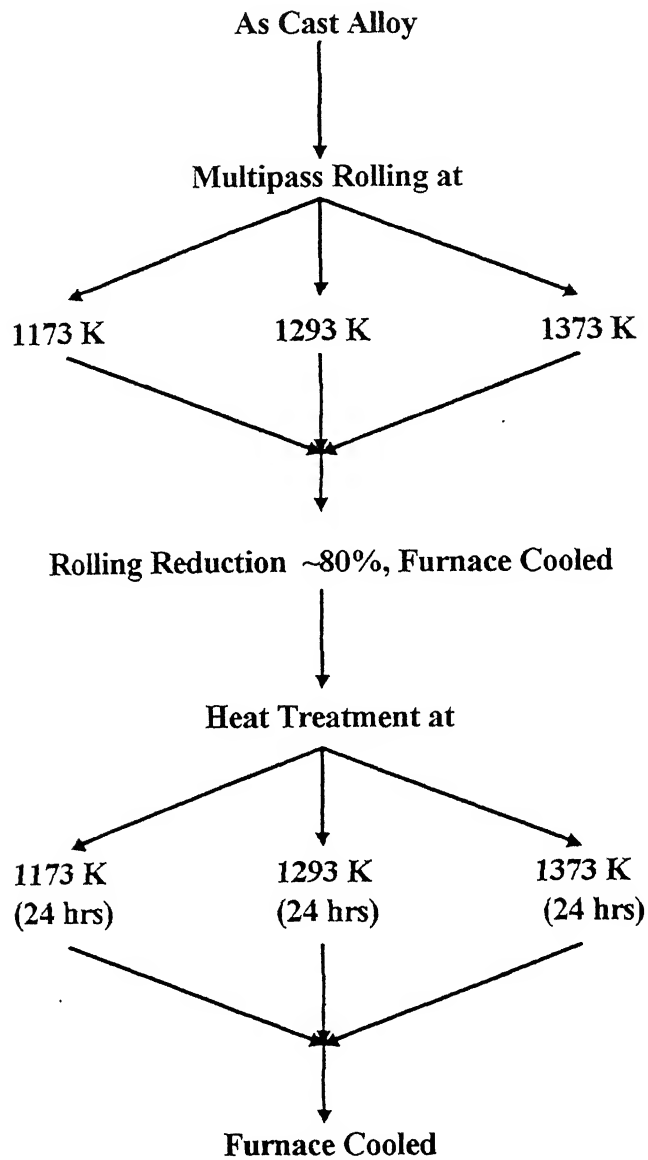 As Cast Alloy
Multipass Rolling at
1173 K 1293 K 1373 K
Rolling Reduction ~80%, Furnace Cooled
Heat Treatment at
1173 K 1293 K 1373 K
(24 hrs) (24 hrs) (24 hrs)
Furnace Cooled